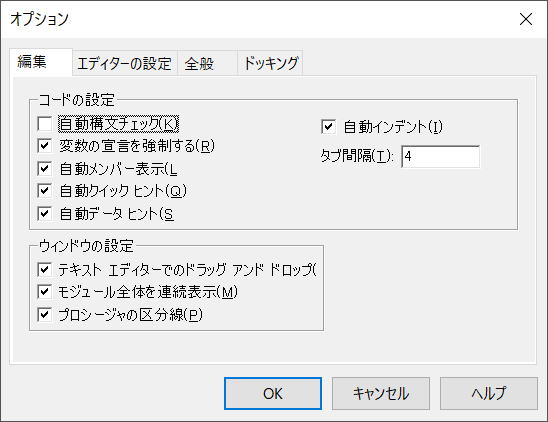 オプション
編集 エディターの設定 全般 ドッキング
コードの設定
自動構文チェック(K)
変数の宣言を強制する(R)
自動メンバー表示(L
自動クイック ヒント(Q)
自動データ ヒント(S
自動インデント(I)
タブ間隔(T): 4
ウィンドウの設定
テキスト エディターでのドラッグ アンド ドロップ(
モジュール全体を連続表示(M)
プロシージャの区分線(P)
OK キャンセル ヘルプ